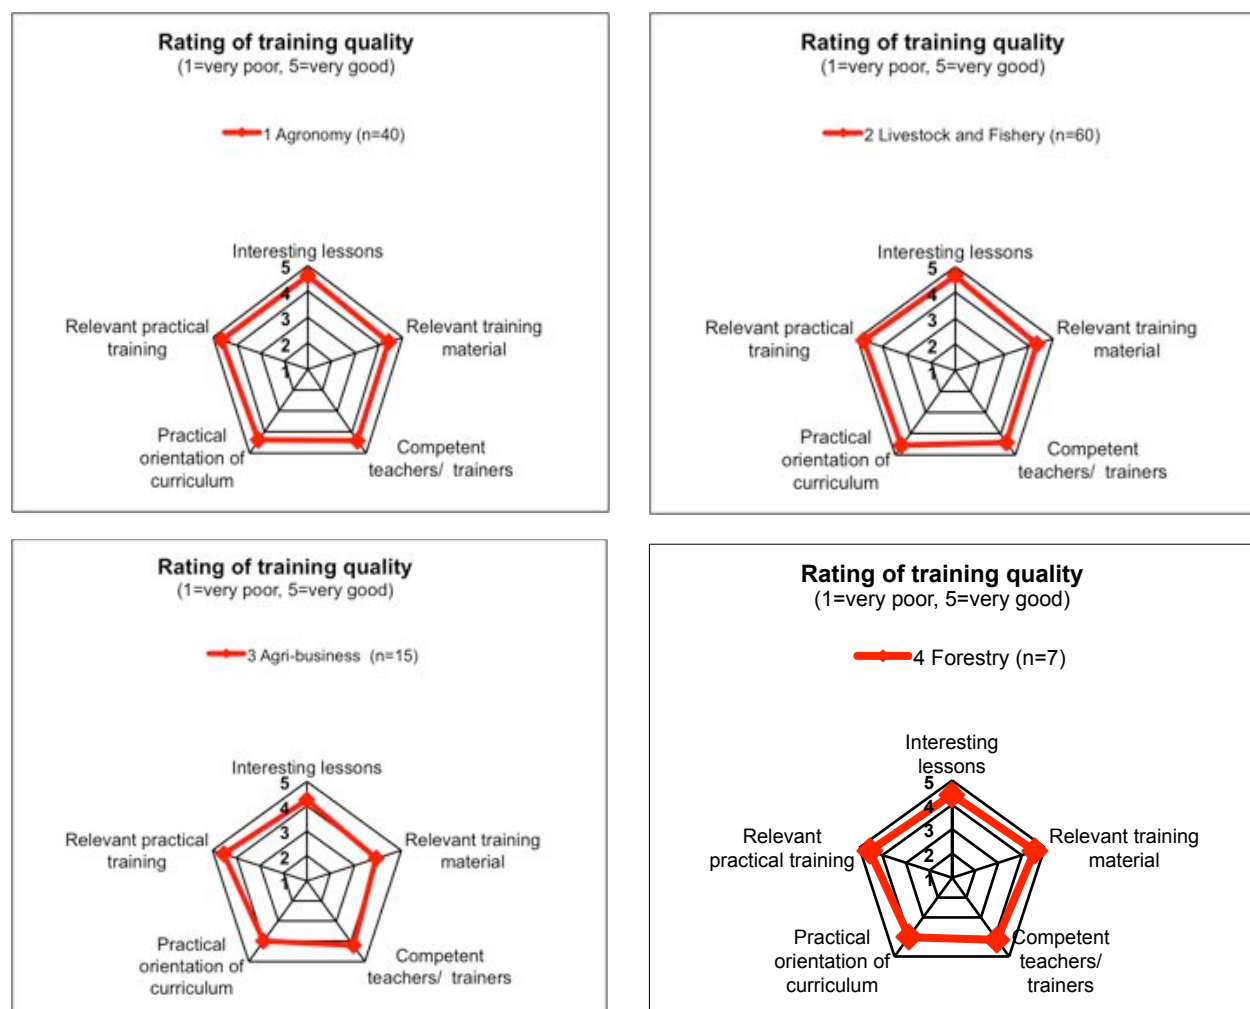 Rating of training quality
(1=very poor, 5=very good)
1 Agronomy (n=40)
Interesting lessons
5
4
3
2
1
Relevant practical
training
Relevant training
material
Practical
orientation of
curriculum
Competent
teachers/ trainers
Rating of training quality
(1=very poor, 5=very good)
2 Livestock and Fishery (n=60)
Interesting lessons
5
4
3
2
1
Relevant practical
training
Relevant training
material
Practical
orientation of
curriculum
Competent
teachers/ trainers
Rating of training quality
(1=very poor, 5=very good)
3 Agri-business (n=15)
Interesting lessons
5
4
3
2
1
Relevant practical
training
Relevant training
material
Practical
orientation of
curriculum
Competent
teachers/ trainers
Rating of training quality
(1=very poor, 5=very good)
4 Forestry (n=7)
Interesting
lessons
5
4
3
2
1
Relevant
practical training
Relevant training
material
Practical
orientation of
curriculum
Competent
teachers/
trainers